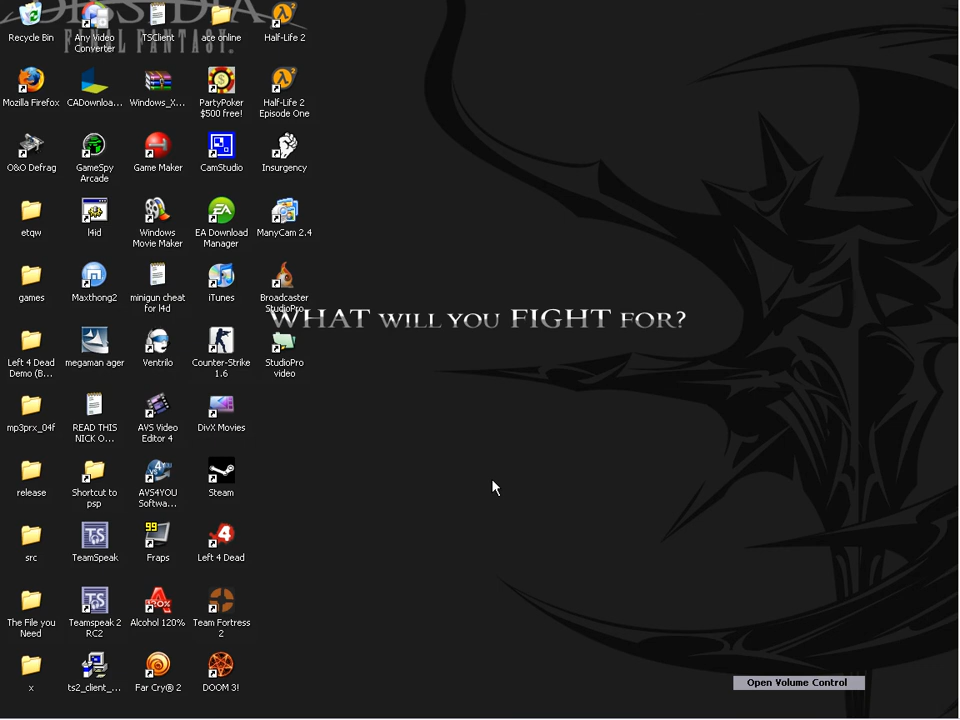 DISSIDIA
FINAL FANTASY.
Recycle Bin
Any Video
Converter
TSClient
ace online
Half-Life 2
Mozilla Firefox
CADownloa...
Windows_X...
PartyPoker
$500 free!
Half-Life 2
Episode One
O&O Defrag
GameSpy
Arcade
Game Maker
CamStudio
Insurgency
etqw
l4id
Windows
Movie Maker
EA Download
Manager
ManyCam 2.4
games
Maxthong2
minigun cheat
for l4d
iTunes
Broadcaster
StudioPro
WHAT WILL YOU FIGHT FOR?
Left 4 Dead
Demo (B...
megaman ager
Ventrilo
Counter-Strike
1.6
StudioPro
video
mp3prx_04f
READ THIS
NICK O...
AVS Video
Editor 4
DivX Movies
release
Shortcut to
psp
AVS4YOU
Softwa...
Steam
src
TeamSpeak
99
Fraps
Left 4 Dead
The File you
Need
Teamspeak 2
RC2
Alcohol 120%
Team Fortress
2
x
ts2_client_...
Far Cry® 2
DOOM 3!
Open Volume Control